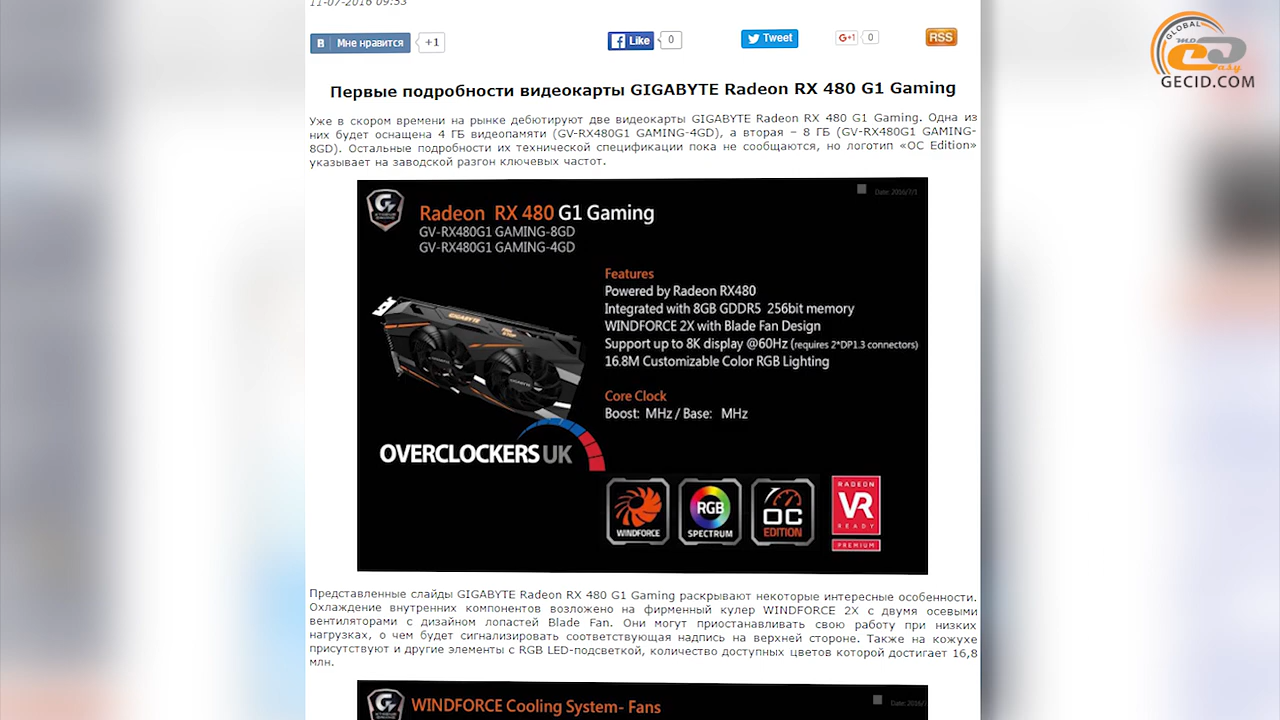 11-07-2016 09:53
GLOBAL
asy
GECID.COM
B Мне нравится +1
Like 0
Tweet
G+1 0
RSS
Первые подробности видеокарты GIGABYTE Radeon RX 480 G1 Gaming
Уже в скором времени на рынке дебютируют две видеокарты GIGABYTE Radeon RX 480 G1 Gaming. Одна из
них будет оснащена 4 ГБ видеопамяти (GV-RX480G1 GAMING-4GD), а вторая – 8 ГБ (GV-RX480G1 GAMING-
8GD). Остальные подробности их технической спецификации пока не сообщаются, но логотип «OC Edition»
указывает на заводской разгон ключевых частот.
Date: 2016/7/1
Radeon RX 480 G1 Gaming
GV-RX480G1 GAMING-8GD
GV-RX480G1 GAMING-4GD
Features
Powered by Radeon RX480
Integrated with 8GB GDDR5 256bit memory
WINDFORCE 2X with Blade Fan Design
Support up to 8K display @60Hz (requires 2*DP1.3 connectors)
16.8M Customizable Color RGB Lighting
GIGABYTE
Core Clock
Boost: MHz / Base: MHz
OVERCLOCKERS UK
WINDFORCE
RGB
SPECTRUM
OC
EDITION
RADEON
VR
READY
PREMIUM
Представленные слайды GIGABYTE Radeon RX 480 G1 Gaming раскрывают некоторые интересные особенности.
Охлаждение внутренних компонентов возложено на фирменный кулер WINDFORCE 2X с двумя осевыми
вентиляторами с дизайном лопастей Blade Fan. Они могут приостанавливать свою работу при низких
нагрузках, о чем будет сигнализировать соответствующая надпись на верхней стороне. Также на кожухе
присутствуют и другие элементы с RGB LED-подсветкой, количество доступных цветов которой достигает 16,8
млн.
WINDFORCE Cooling System- Fans